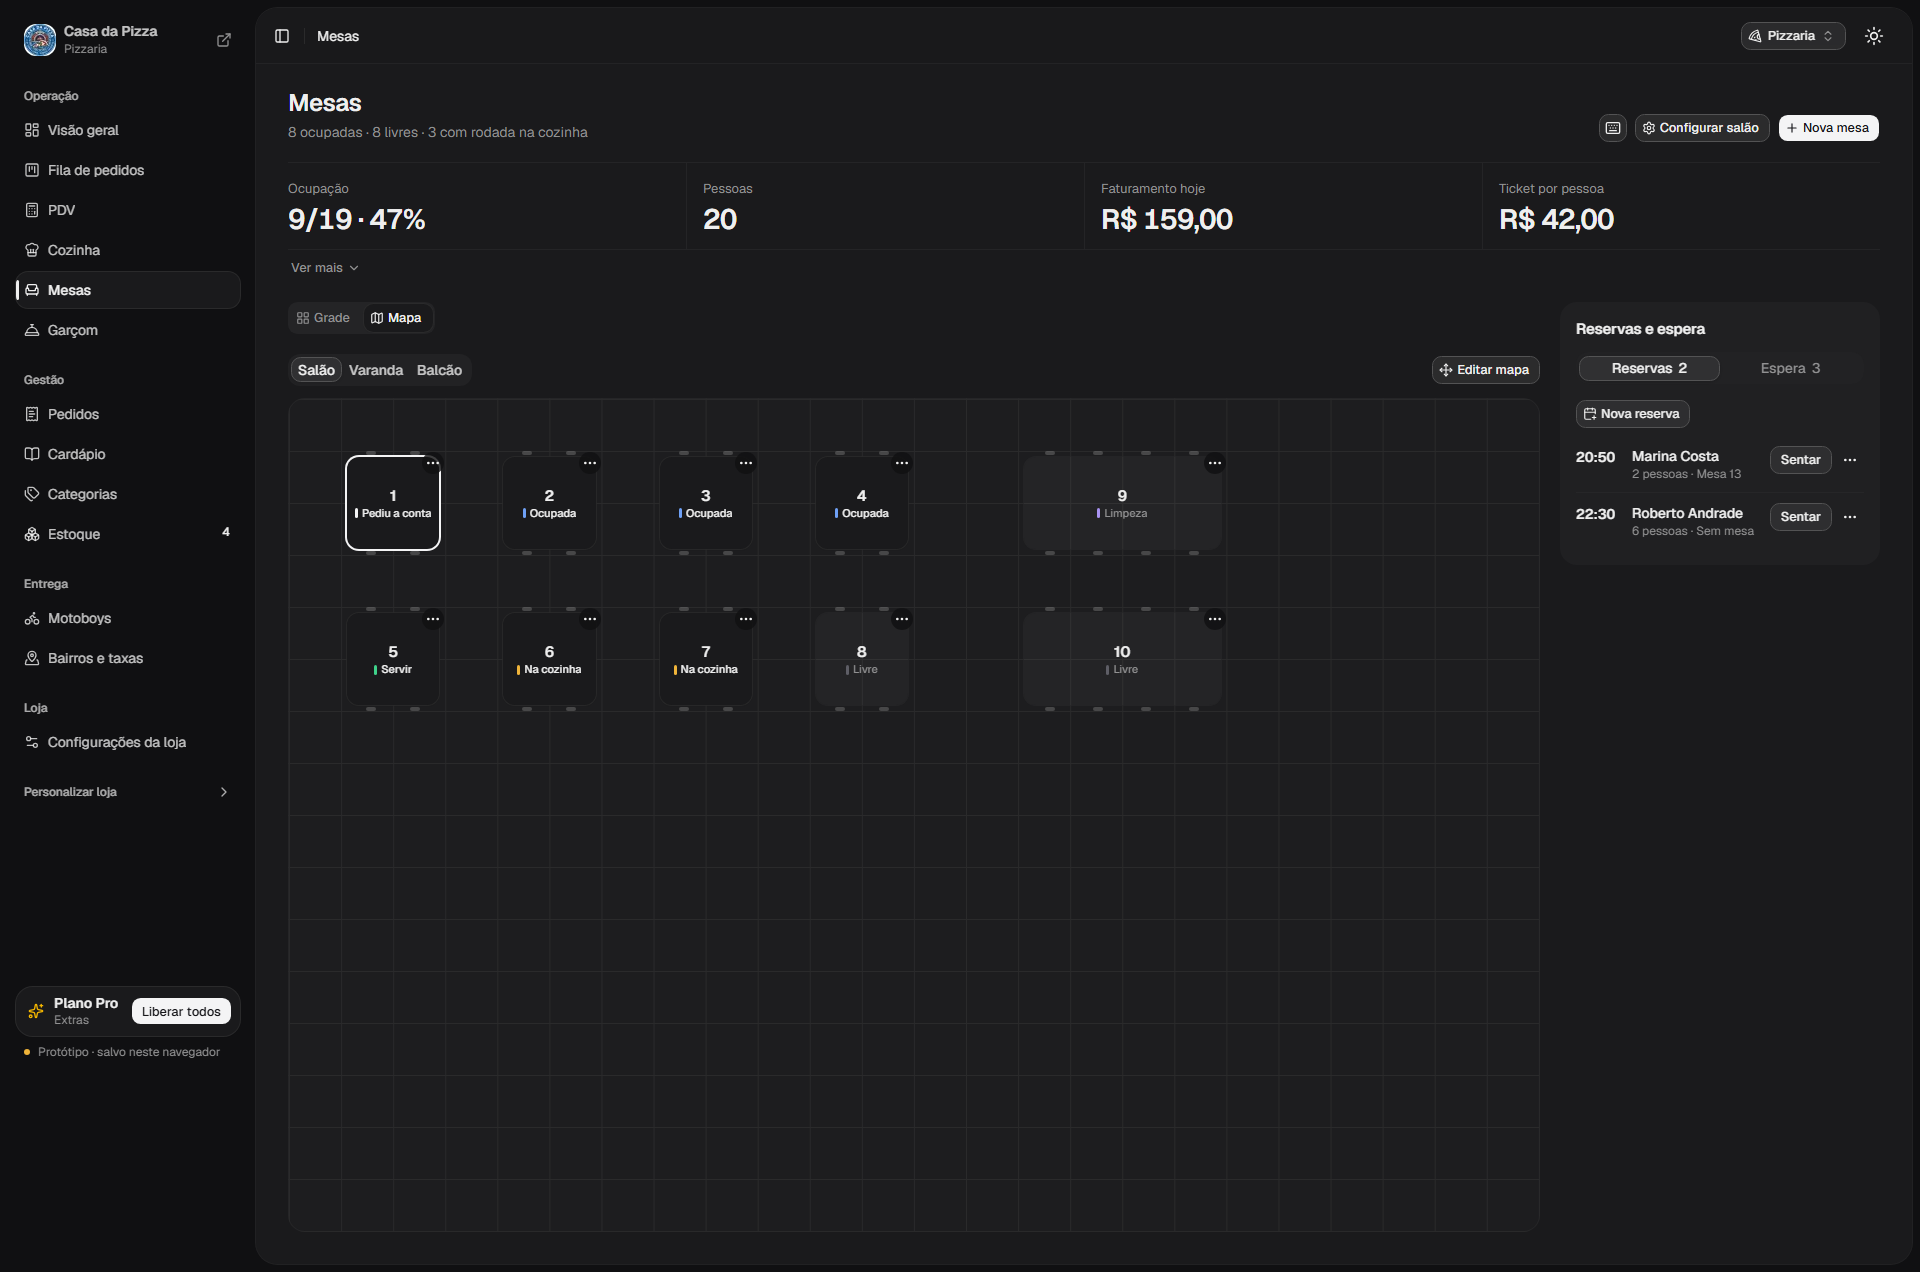 Casa da Pizza
Pizzaria
Operação
Visão geral
Fila de pedidos
PDV
Cozinha
Mesas
Garçom
Gestão
Pedidos
Cardápio
Categorias
Estoque 4
Entrega
Motoboys
Bairros e taxas
Loja
Configurações da loja
Personalizar loja
Plano Pro
Extras
Liberar todos
Protótipo · salvo neste navegador
Mesas
Pizzaria
Mesas
8 ocupadas · 8 livres · 3 com rodada na cozinha
Configurar salão
+ Nova mesa
Ocupação
9/19 · 47%
Pessoas
20
Faturamento hoje
R$ 159,00
Ticket por pessoa
R$ 42,00
Ver mais
Grade Mapa
Salão Varanda Balcão
Editar mapa
1
Pediu a conta
2
Ocupada
3
Ocupada
4
Ocupada
9
Limpeza
5
Servir
6
Na cozinha
7
Na cozinha
8
Livre
10
Livre
Reservas e espera
Reservas 2
Espera 3
Nova reserva
20:50 Marina Costa
2 pessoas · Mesa 13
Sentar
22:30 Roberto Andrade
6 pessoas · Sem mesa
Sentar